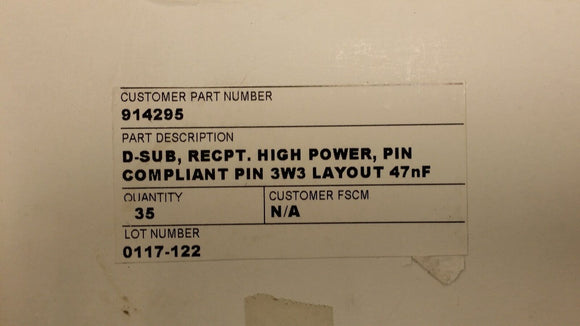 CUSTOMER PART NUMBER
914295
PART DESCRIPTION
D-SUB, RECPT. HIGH POWER, PIN
COMPLIANT PIN 3W3 LAYOUT 47nF
QUANTITY
35
CUSTOMER FSCM
N/A
LOT NUMBER
0117-122